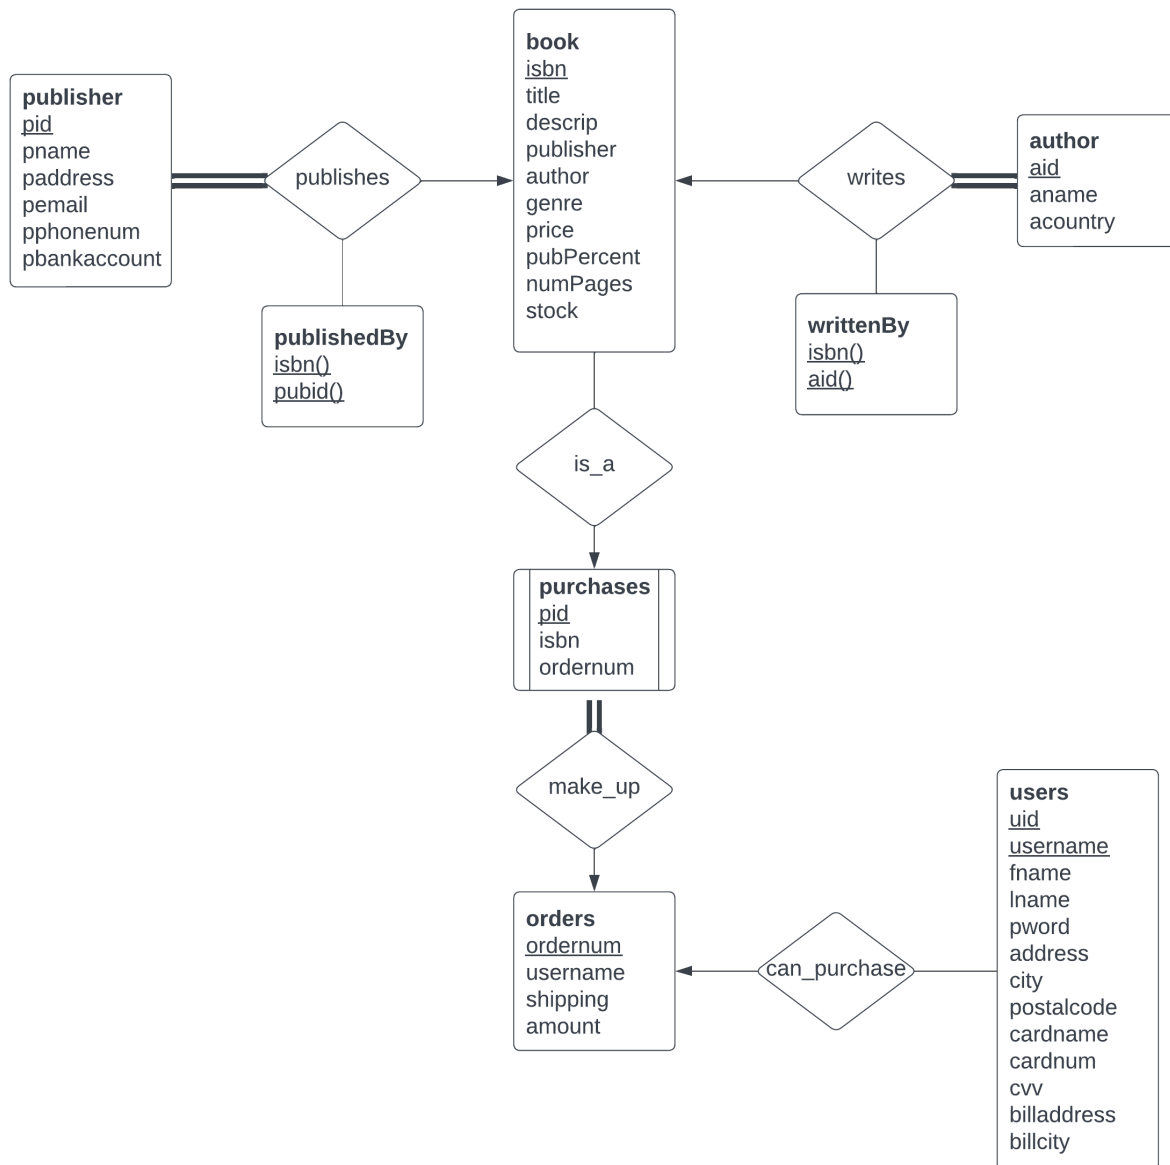 book
isbn
title
descrip
publisher
author
genre
price
pubPercent
numPages
stock
publisher
pid
pname
paddress
pemail
pphonenum
pbankaccount
publishes
writes
author
aid
aname
acountry
publishedBy
isbn()
pubid()
writtenBy
isbn()
aid()
is_a
purchases
pid
isbn
ordernum
make_up
orders
ordernum
username
shipping
amount
can_purchase
users
uid
username
fname
lname
pword
address
city
postalcode
cardname
cardnum
cvv
billaddress
billcity